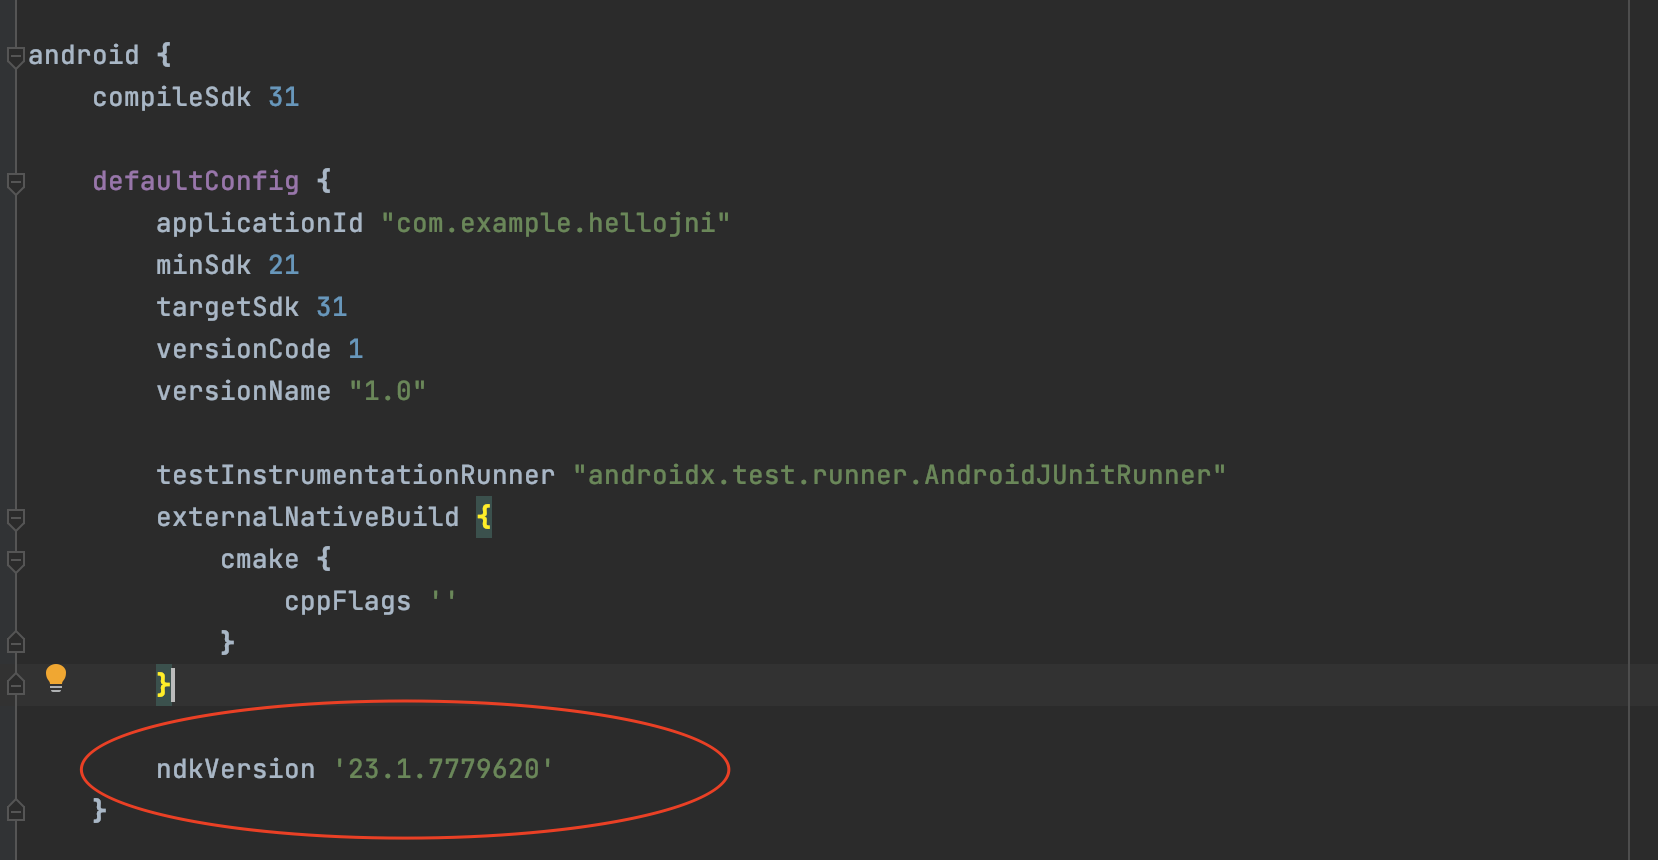 android {
    compileSdk 31
    defaultConfig {
        applicationId "com.example.hellojni"
        minSdk 21
        targetSdk 31
        versionCode 1
        versionName "1.0"
        testInstrumentationRunner "androidx.test.runner.AndroidJUnitRunner"
        externalNativeBuild {
            cmake {
                cppFlags ''
            }
        }
        ndkVersion '23.1.7779620'
    }